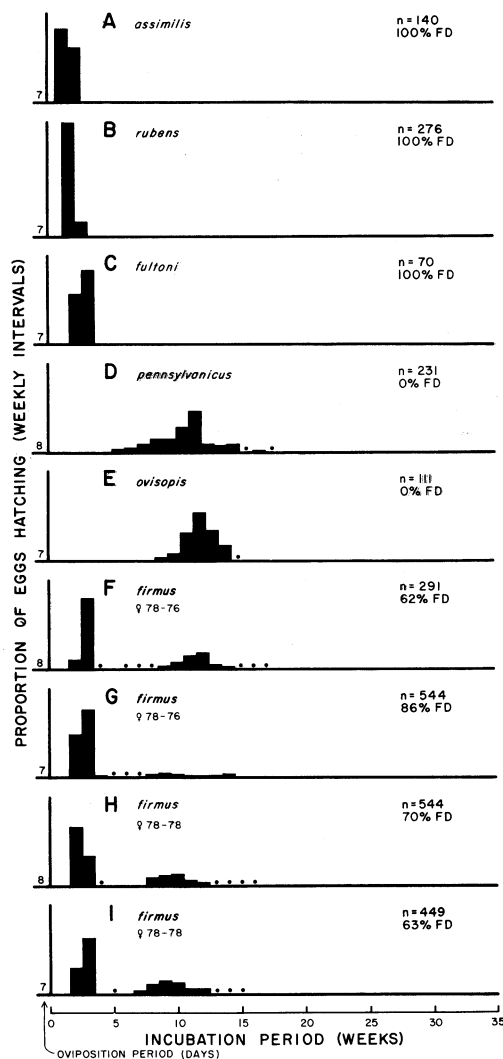 PROPORTION OF EGGS HATCHING (WEEKLY INTERVALS)
A assimilis
n=140
100% FD
7
B rubens
n=276
100% FD
7
C fultoni
n=70
100% FD
7
D pennsylvanicus
n=231
0% FD
8
E ovisopis
n=111
0% FD
7
F firmus
♀ 78-76
n=291
62% FD
8
G firmus
♀ 78-76
n=544
86% FD
7
H firmus
♀ 78-78
n=544
70% FD
8
I firmus
♀ 78-78
n=449
63% FD
7
0 5 10 15 20 25 30 35
INCUBATION PERIOD (WEEKS)
OVIPOSITION PERIOD (DAYS)